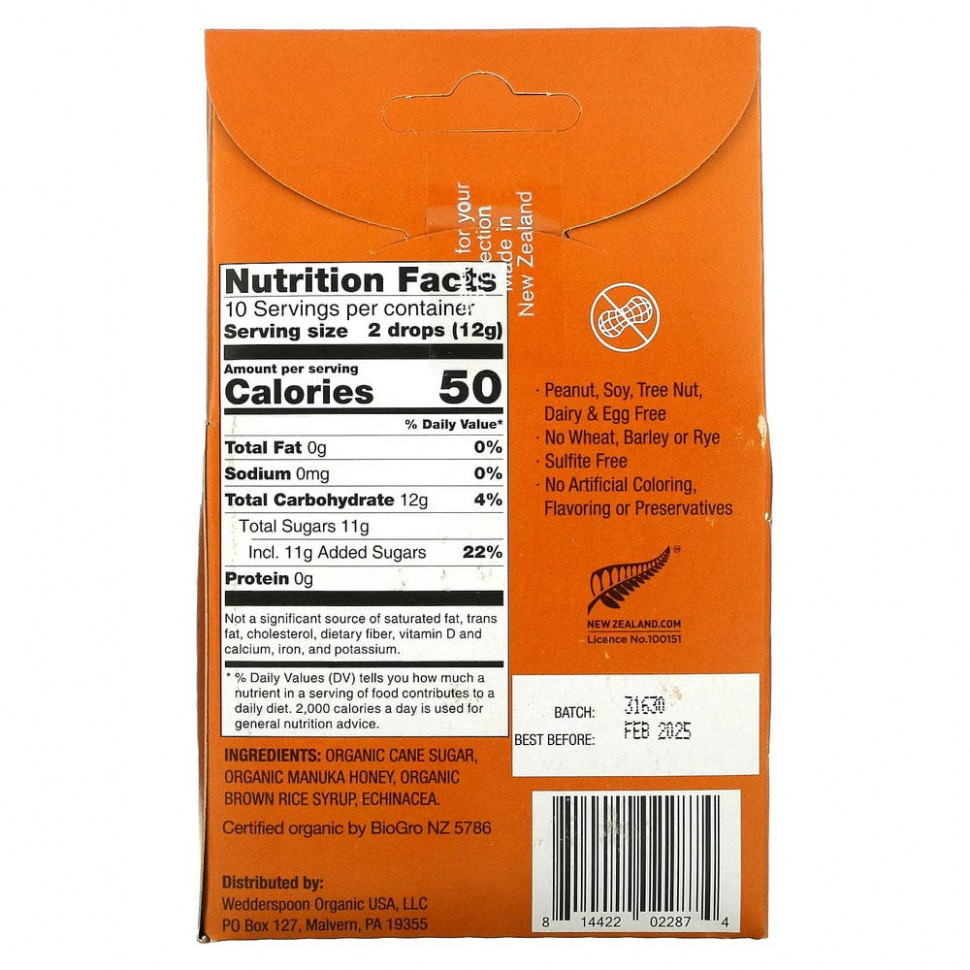 for your
ection
Made in
New Zealand
Nutrition Facts
10 Servings per container
Serving size 2 drops (12g)
Amount per serving
Calories 50
% Daily Value*
Total Fat 0g 0%
Sodium 0mg 0%
Total Carbohydrate 12g 4%
Total Sugars 11g
Incl. 11g Added Sugars 22%
Protein 0g
Not a significant source of saturated fat, trans
fat, cholesterol, dietary fiber, vitamin D and
calcium, iron, and potassium.
* % Daily Values (DV) tells you how much a
nutrient in a serving of food contributes to a
daily diet. 2,000 calories a day is used for
general nutrition advice.
INGREDIENTS: ORGANIC CANE SUGAR,
ORGANIC MANUKA HONEY, ORGANIC
BROWN RICE SYRUP, ECHINACEA.
Certified organic by BioGro NZ 5786
Distributed by:
Wedderspoon Organic USA, LLC
PO Box 127, Malvern, PA 19355
· Peanut, Soy, Tree Nut,
Dairy & Egg Free
· No Wheat, Barley or Rye
· Sulfite Free
· No Artificial Coloring,
Flavoring or Preservatives
NEWZEALAND.COM
Licence No.100151
BATCH: 31630
BEST BEFORE: FEB 2025
8 14422 02287 4